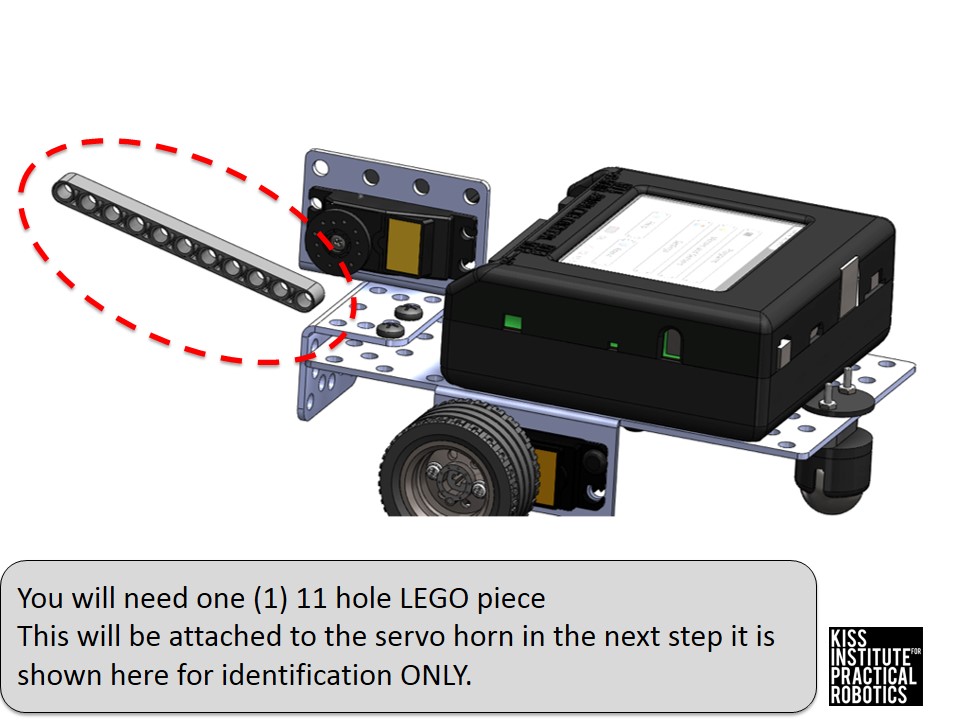 You will need one (1) 11 hole LEGO piece
This will be attached to the servo horn in the next step it is
shown here for identification ONLY.
KISS
INSTITUTE FOR
PRACTICAL
ROBOTICS